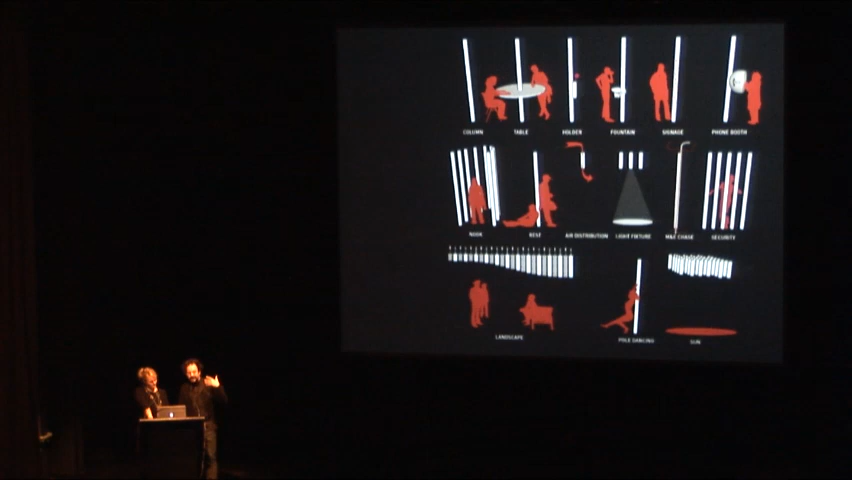 COLUMN TABLE HOLDER FOUNTAIN SIGNAGE PHONE BOOTH
NOOK REST AIR DISTRIBUTION LIGHT FIXTURE M&E CHASE SECURITY
LANDSCAPE POLE DANCING SUN